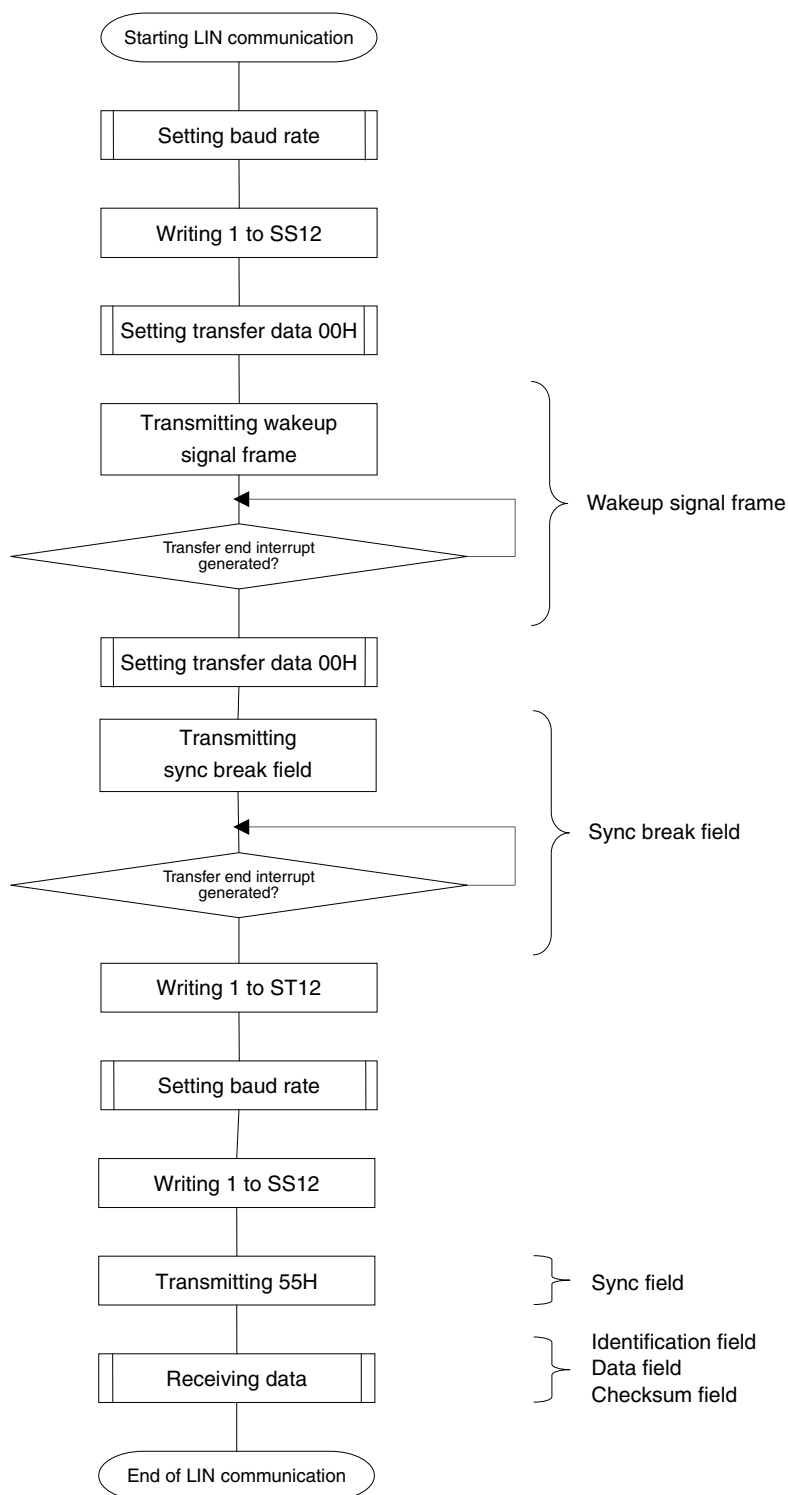 Starting LIN communication
Setting baud rate
Writing 1 to SS12
Setting transfer data 00H
Transmitting wakeup
signal frame
Wakeup signal frame
Transfer end interrupt
generated?
Setting transfer data 00H
Transmitting
sync break field
Sync break field
Transfer end interrupt
generated?
Writing 1 to ST12
Setting baud rate
Writing 1 to SS12
Transmitting 55H
Sync field
Receiving data
Identification field
Data field
Checksum field
End of LIN communication